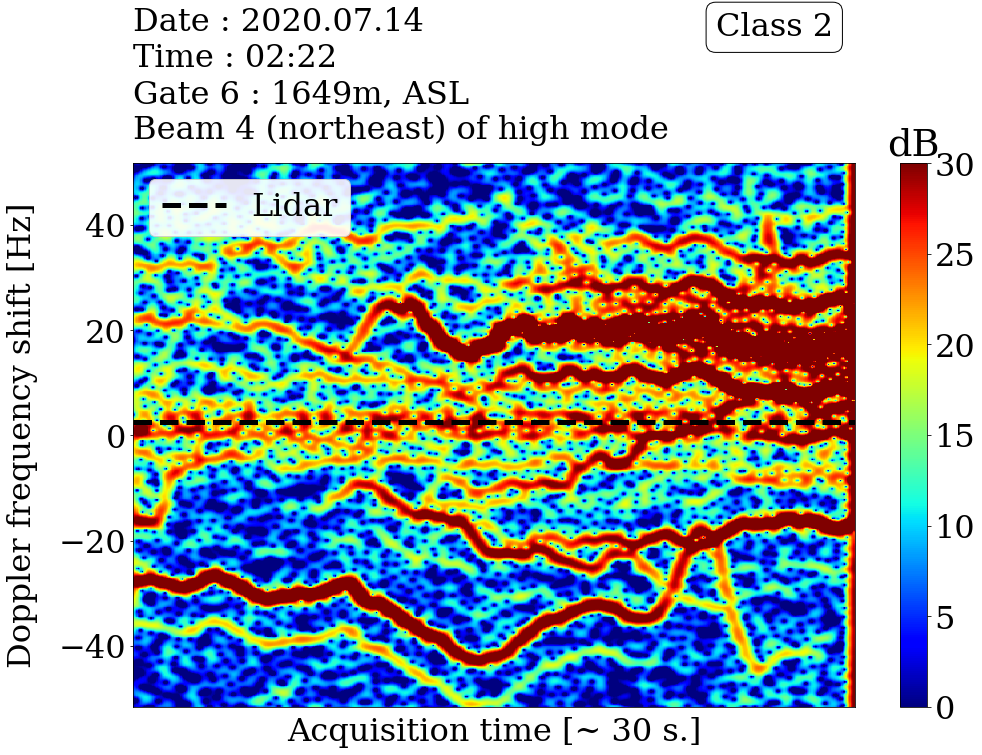 Date : 2020.07.14
Time : 02:22
Gate 6 : 1649m, ASL
Beam 4 (northeast) of high mode
Class 2
dB
Lidar
Doppler frequency shift [Hz]
40
20
0
−20
−40
30
25
20
15
10
5
0
Acquisition time [~ 30 s.]